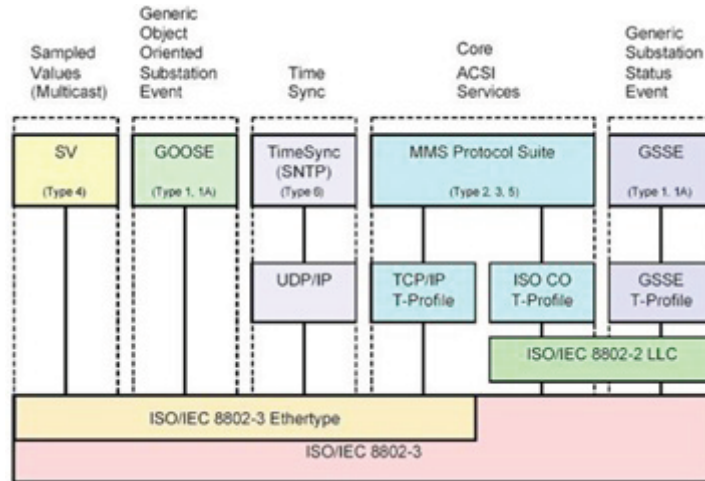 Sampled
Values
(Multicast)
Generic
Object
Oriented
Substation
Event
Time
Sync
Core
ACSI
Services
Generic
Substation
Status
Event
SV
(Type 4)
GOOSE
(Type 1, 1A)
TimeSync
(SNTP)
(Type 6)
MMS Protocol Suite
(Type 2, 3, 5)
GSSE
(Type 1, 1A)
UDP/IP
TCP/IP
T-Profile
ISO CO
T-Profile
GSSE
T-Profile
ISO/IEC 8802-2 LLC
ISO/IEC 8802-3 Ethertype
ISO/IEC 8802-3